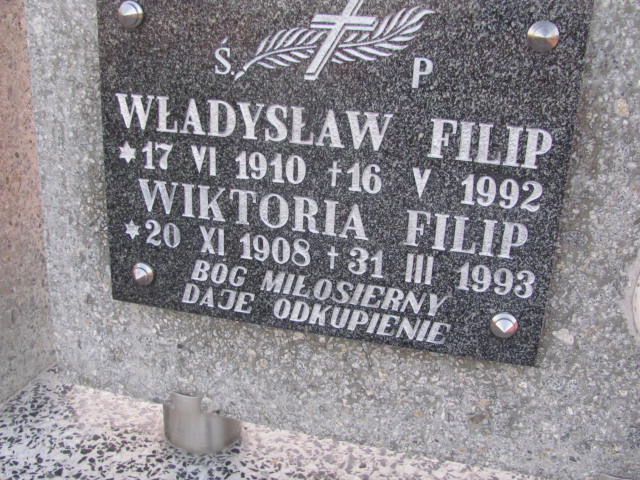 Ś. P
WŁADYSŁAW FILIP
*17 VI 1910 †16 V 1992
WIKTORIA FILIP
*20 XI 1908 †31 III 1993
BÓG MIŁOSIERNY
DAJE ODKUPIENIE